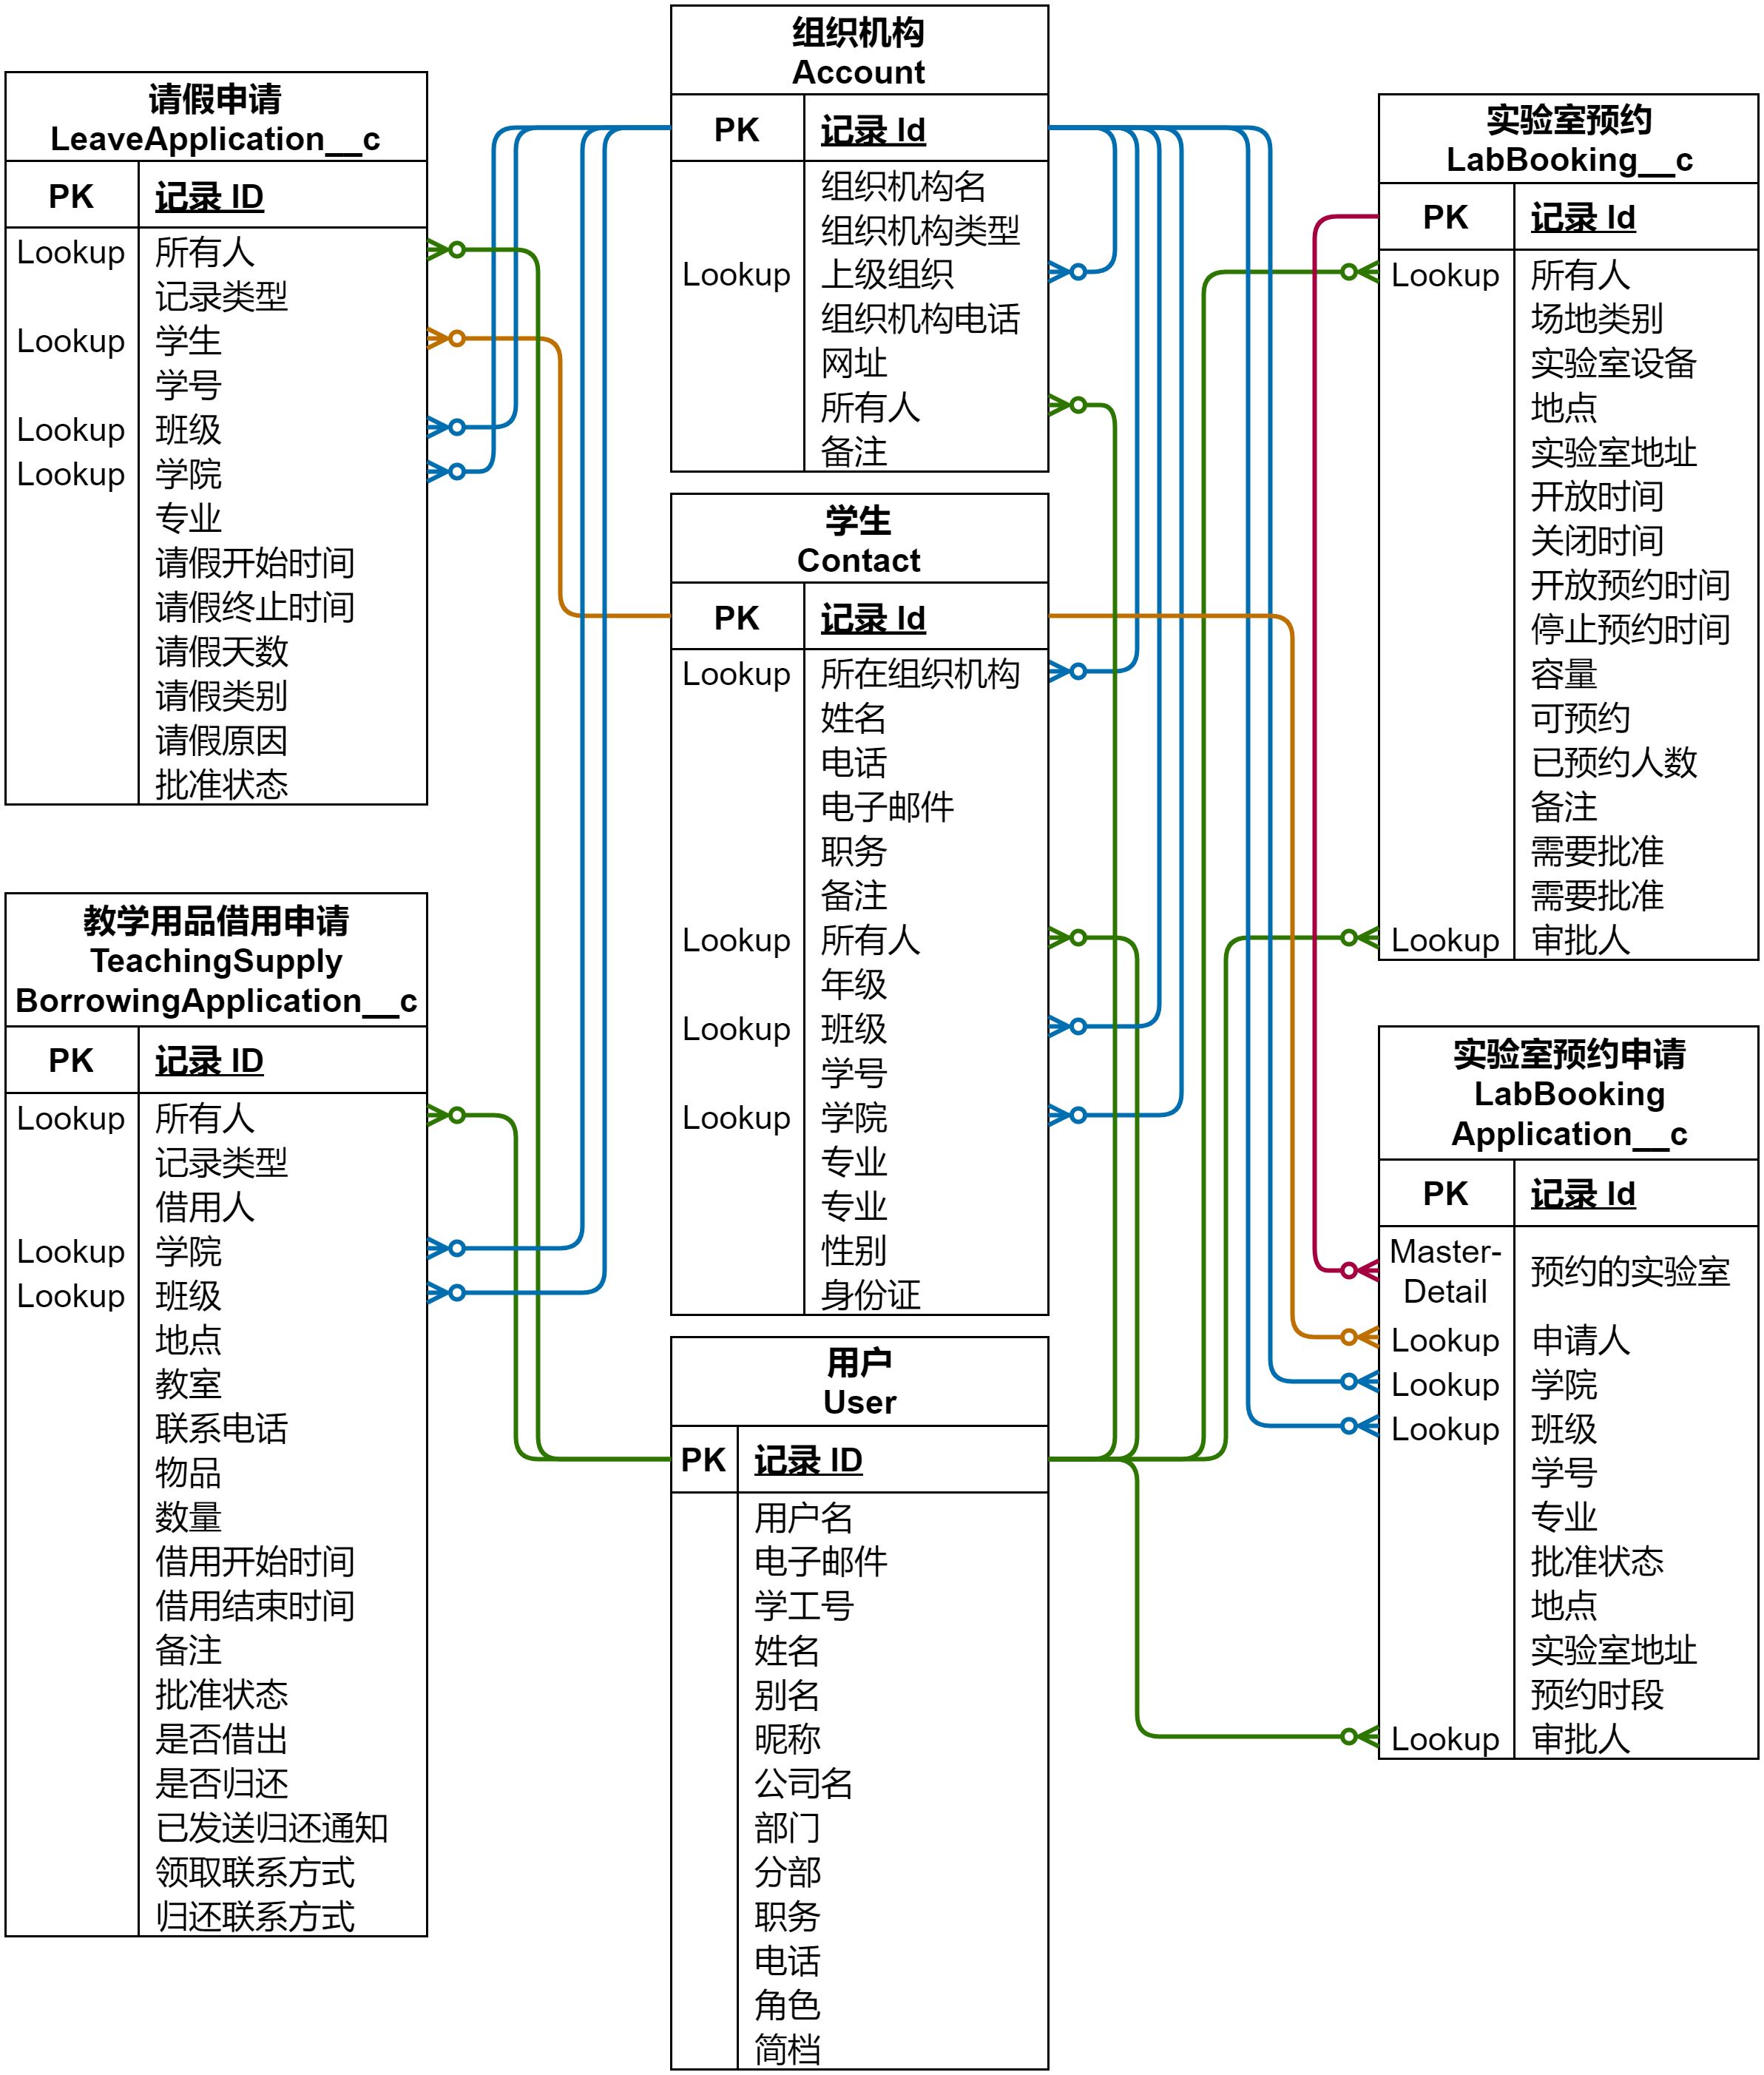 组织机构
Account
PK 记录 Id
组织机构名
组织机构类型
Lookup 上级组织
组织机构电话
网址
所有人
备注
请假申请
LeaveApplication__c
PK 记录 ID
Lookup 所有人
记录类型
Lookup 学生
学号
Lookup 班级
Lookup 学院
专业
请假开始时间
请假终止时间
请假天数
请假类别
请假原因
批准状态
实验室预约
LabBooking__c
PK 记录 Id
Lookup 所有人
场地类别
实验室设备
地点
实验室地址
开放时间
关闭时间
开放预约时间
停止预约时间
容量
可预约
已预约人数
备注
需要批准
需要批准
Lookup 审批人
学生
Contact
PK 记录 Id
Lookup 所在组织机构
姓名
电话
电子邮件
职务
备注
Lookup 所有人
年级
Lookup 班级
学号
Lookup 学院
专业
专业
性别
身份证
教学用品借用申请
TeachingSupply
BorrowingApplication__c
PK 记录 ID
Lookup 所有人
记录类型
借用人
Lookup 学院
Lookup 班级
地点
教室
联系电话
物品
数量
借用开始时间
借用结束时间
备注
批准状态
是否借出
是否归还
已发送归还通知
领取联系方式
归还联系方式
实验室预约申请
LabBooking
Application__c
PK 记录 Id
Master-
Detail 预约的实验室
Lookup 申请人
Lookup 学院
Lookup 班级
学号
专业
批准状态
地点
实验室地址
预约时段
Lookup 审批人
用户
User
PK 记录 ID
用户名
电子邮件
学工号
姓名
别名
昵称
公司名
部门
分部
职务
电话
角色
简档